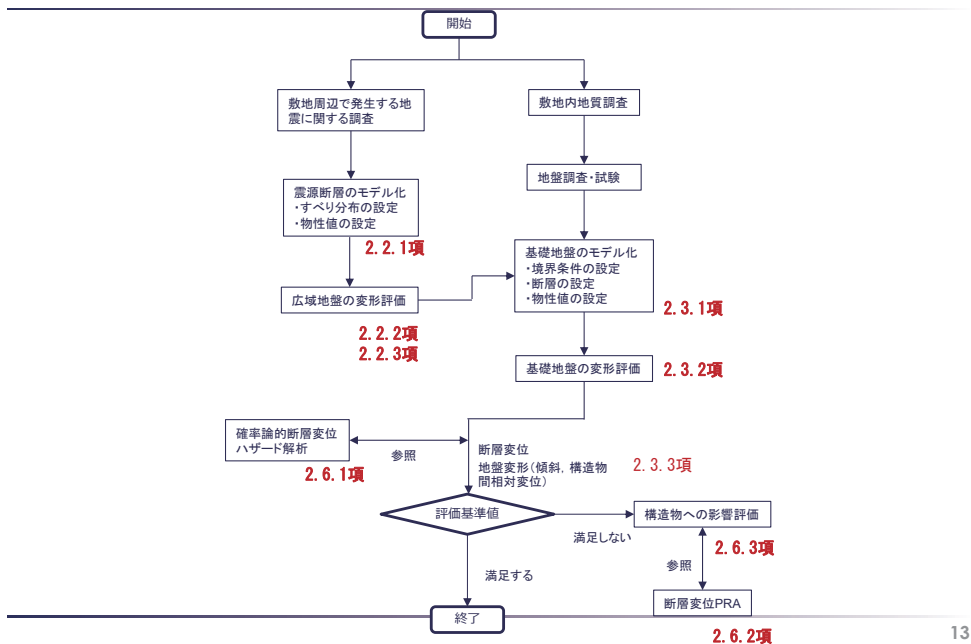 開始
敷地周辺で発生する地
震に関する調査
敷地内地質調査
地盤調査・試験
震源断層のモデル化
・すべり分布の設定
・物性値の設定
2.2.1項
基礎地盤のモデル化
・境界条件の設定
・断層の設定
・物性値の設定
2.3.1項
広域地盤の変形評価
2.2.2項
2.2.3項
基礎地盤の変形評価
2.3.2項
確率論的断層変位
ハザード解析
2.6.1項
参照
断層変位
地盤変形(傾斜, 構造物
間相対変位)
2.3.3項
評価基準値
満足しない
構造物への影響評価
2.6.3項
参照
満足する
断層変位PRA
2.6.2項
終了
13